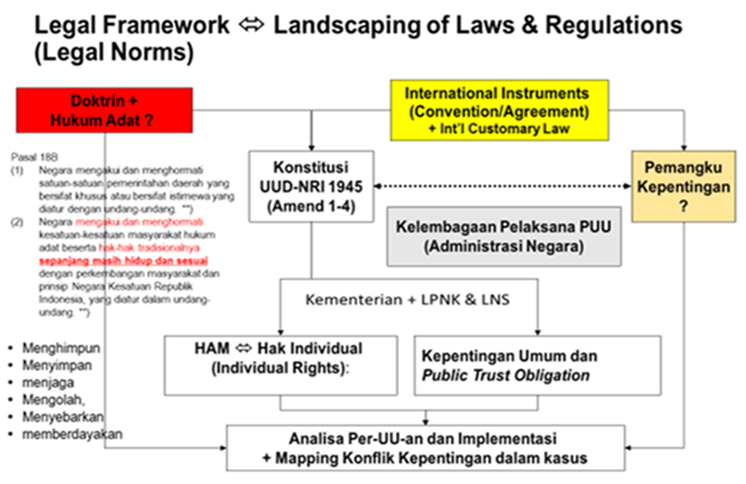 Legal Framework ⇔ Landscaping of Laws & Regulations
(Legal Norms)
Doktrin +
Hukum Adat ?
International Instruments
(Convention/Agreement)
+ Int'l Customary Law
Pasal 18B
(1) Negara mengakui dan menghormati
satuan-satuan pemerintahan daerah yang
bersifat khusus atau bersifat istimewa yang
diatur dengan undang-undang. **)
(2) Negara mengakui dan menghormati
kesatuan-kesatuan masyarakat hukum
adat beserta hak-hak tradisionalnya
sepanjang masih hidup dan sesuai
dengan perkembangan masyarakat dan
prinsip Negara Kesatuan Republik
Indonesia, yang diatur dalam undang-
undang. **)
Konstitusi
UUD-NRI 1945
(Amend 1-4)
Pemangku
Kepentingan
?
Kelembagaan Pelaksana PUU
(Administrasi Negara)
Kementerian + LPNK & LNS
• Menghimpun
• Menyimpan
• menjaga
• Mengolah,
• Menyebarkan
• memberdayakan
HAM ⇔ Hak Individual
(Individual Rights):
Kepentingan Umum dan
Public Trust Obligation
Analisa Per-UU-an dan Implementasi
+ Mapping Konflik Kepentingan dalam kasus